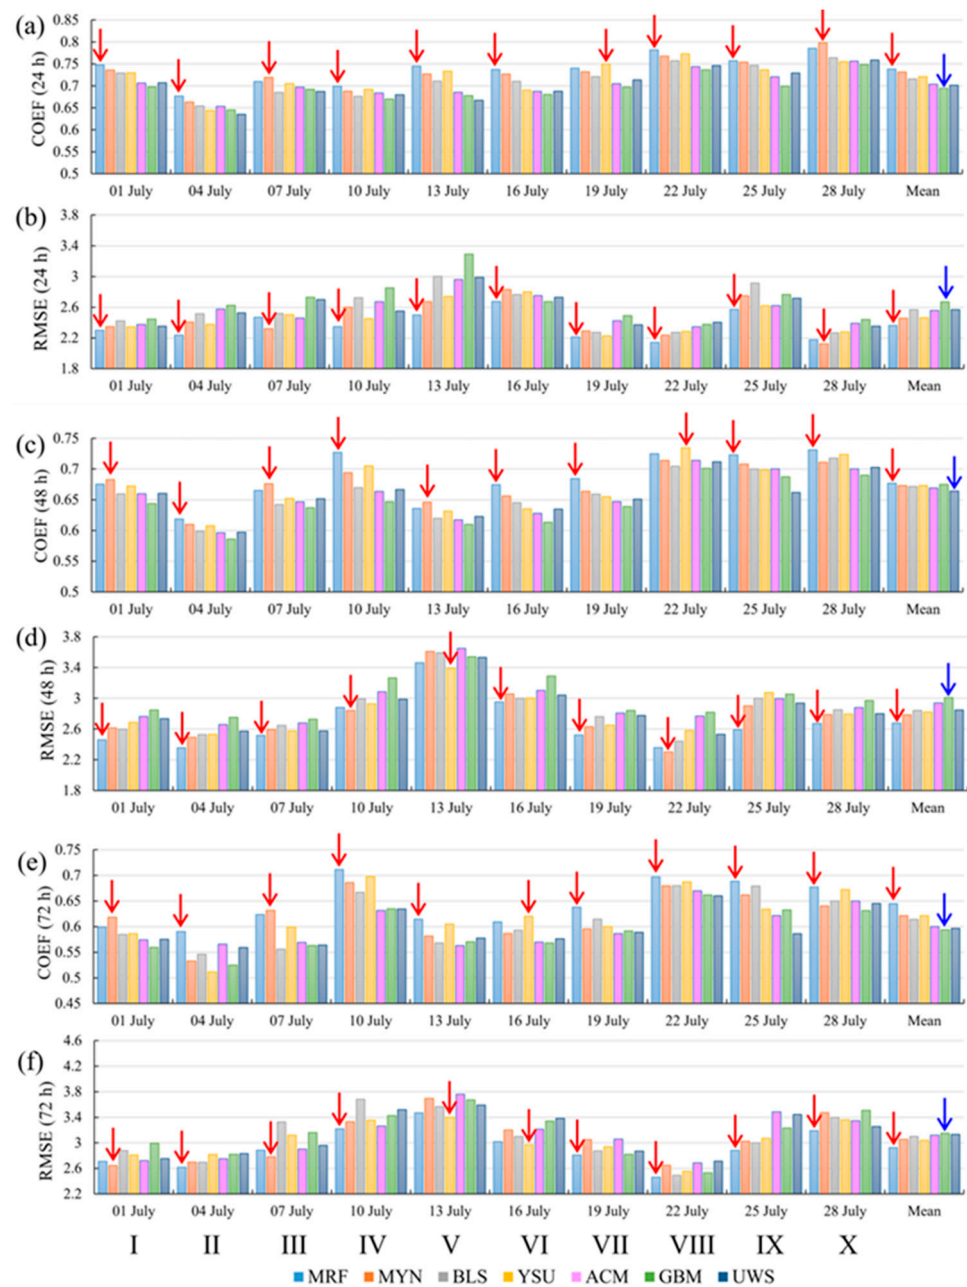 (a)
COEF (24 h)
0.85
0.8
0.75
0.7
0.65
0.6
0.55
0.5
01 July 04 July 07 July 10 July 13 July 16 July 19 July 22 July 25 July 28 July Mean
(b)
RMSE (24 h)
3.8
3.4
3
2.6
2.2
1.8
01 July 04 July 07 July 10 July 13 July 16 July 19 July 22 July 25 July 28 July Mean
(c)
COEF (48 h)
0.75
0.7
0.65
0.6
0.55
0.5
01 July 04 July 07 July 10 July 13 July 16 July 19 July 22 July 25 July 28 July Mean
(d)
RMSE (48 h)
3.8
3.4
3
2.6
2.2
1.8
01 July 04 July 07 July 10 July 13 July 16 July 19 July 22 July 25 July 28 July Mean
(e)
COEF (72 h)
0.75
0.7
0.65
0.6
0.55
0.5
0.45
01 July 04 July 07 July 10 July 13 July 16 July 19 July 22 July 25 July 28 July Mean
(f)
RMSE (72 h)
4.6
4.2
3.8
3.4
3
2.6
2.2
01 July 04 July 07 July 10 July 13 July 16 July 19 July 22 July 25 July 28 July Mean
I II III IV V VI VII VIII IX X
MRF MYN BLS YSU ACM GBM UWS